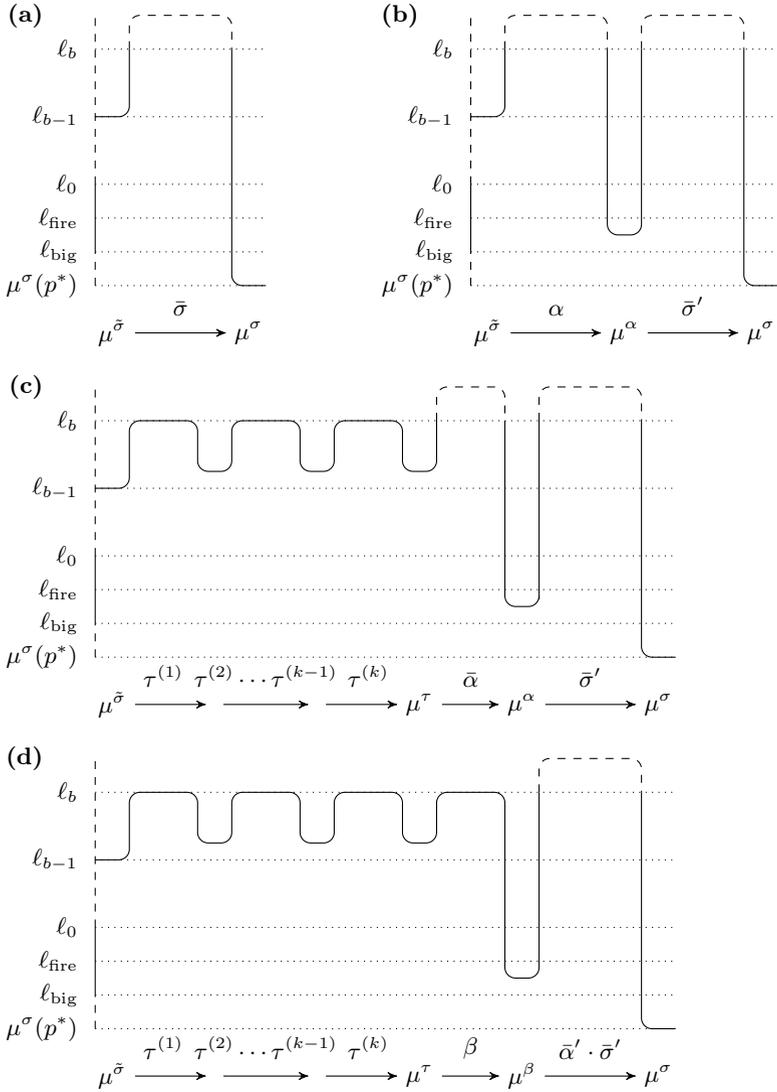 (a)
ℓ_b
ℓ_{b−1}
ℓ_0
ℓ_fire
ℓ_big
μ^σ(p*)
σ̄
μ^σ̃ μ^σ
(b)
ℓ_b
ℓ_{b−1}
ℓ_0
ℓ_fire
ℓ_big
μ^σ(p*)
α σ̄′
μ^σ̃ μ^α μ^σ
(c)
ℓ_b
ℓ_{b−1}
ℓ_0
ℓ_fire
ℓ_big
μ^σ(p*)
τ^(1) τ^(2) ⋯ τ^(k−1) τ^(k) ᾱ σ̄′
μ^σ̃ μ^τ μ^α μ^σ
(d)
ℓ_b
ℓ_{b−1}
ℓ_0
ℓ_fire
ℓ_big
μ^σ(p*)
τ^(1) τ^(2) ⋯ τ^(k−1) τ^(k) β ᾱ′ · σ̄′
μ^σ̃ μ^τ μ^β μ^σ